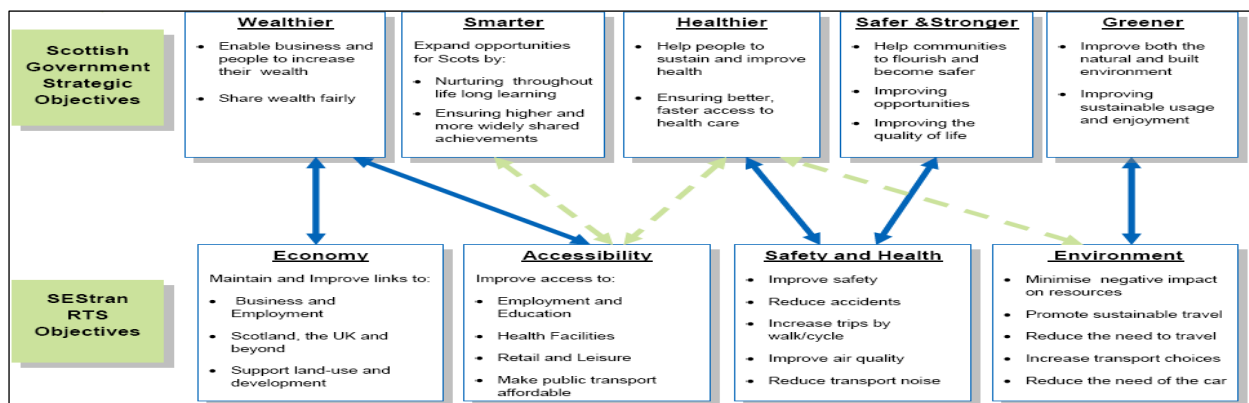 Scottish
Government
Strategic
Objectives
Wealthier
• Enable business and
people to increase
their wealth
• Share wealth fairly
Smarter
Expand opportunities
for Scots by:
• Nurturing throughout
life long learning
• Ensuring higher and
more widely shared
achievements
Healthier
• Help people to
sustain and improve
health
• Ensuring better,
faster access to
health care
Safer &Stronger
• Help communities
to flourish and
become safer
• Improving
opportunities
• Improving the
quality of life
Greener
• Improve both the
natural and built
environment
• Improving
sustainable usage
and enjoyment
SEStran
RTS
Objectives
Economy
Maintain and Improve links to:
• Business and
Employment
• Scotland, the UK and
beyond
• Support land-use and
development
Accessibility
Improve access to:
• Employment and
Education
• Health Facilities
• Retail and Leisure
• Make public transport
affordable
Safety and Health
• Improve safety
• Reduce accidents
• Increase trips by
walk/cycle
• Improve air quality
• Reduce transport noise
Environment
• Minimise negative impact
on resources
• Promote sustainable travel
• Reduce the need to travel
• Increase transport choices
• Reduce the need of the car